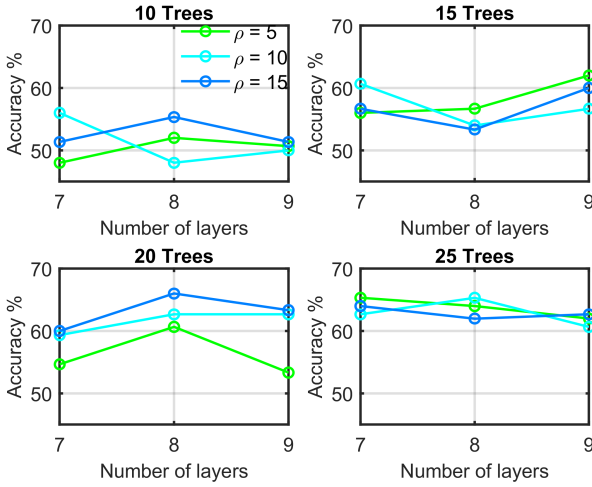 10 Trees
70
60
50
Accuracy %
7
8
9
Number of layers
ρ = 5
ρ = 10
ρ = 15
15 Trees
70
60
50
Accuracy %
7
8
9
Number of layers
20 Trees
70
60
50
Accuracy %
7
8
9
Number of layers
25 Trees
70
60
50
Accuracy %
7
8
9
Number of layers